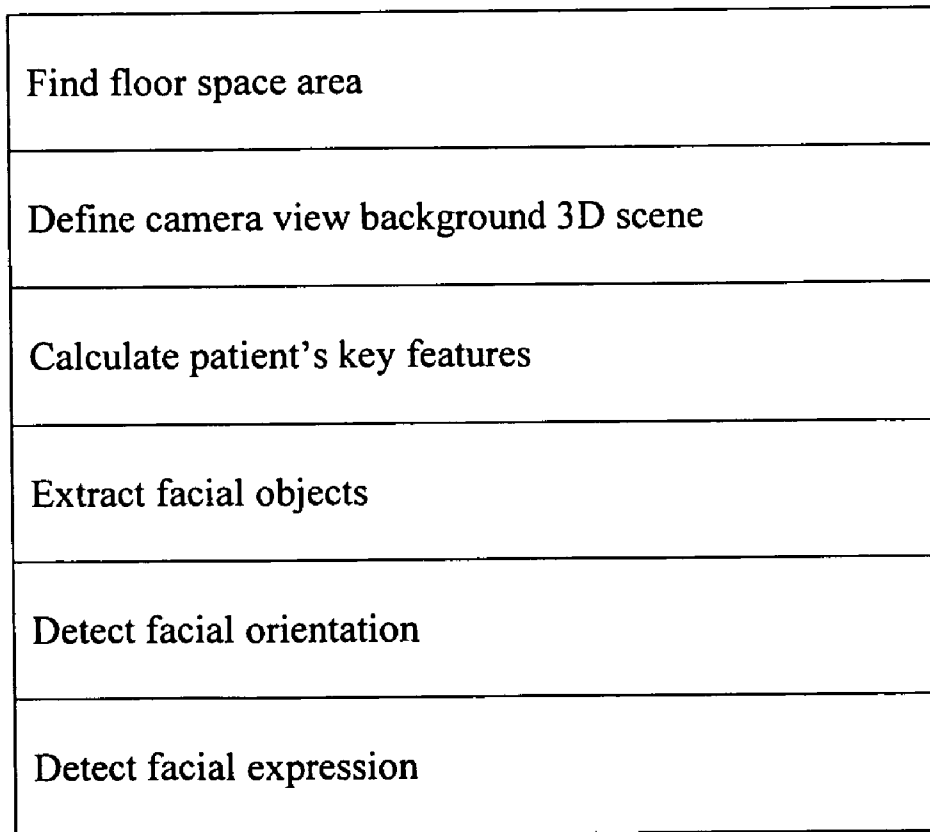 Find floor space area
Define camera view background 3D scene
Calculate patient’s key features
Extract facial objects
Detect facial orientation
Detect facial expression